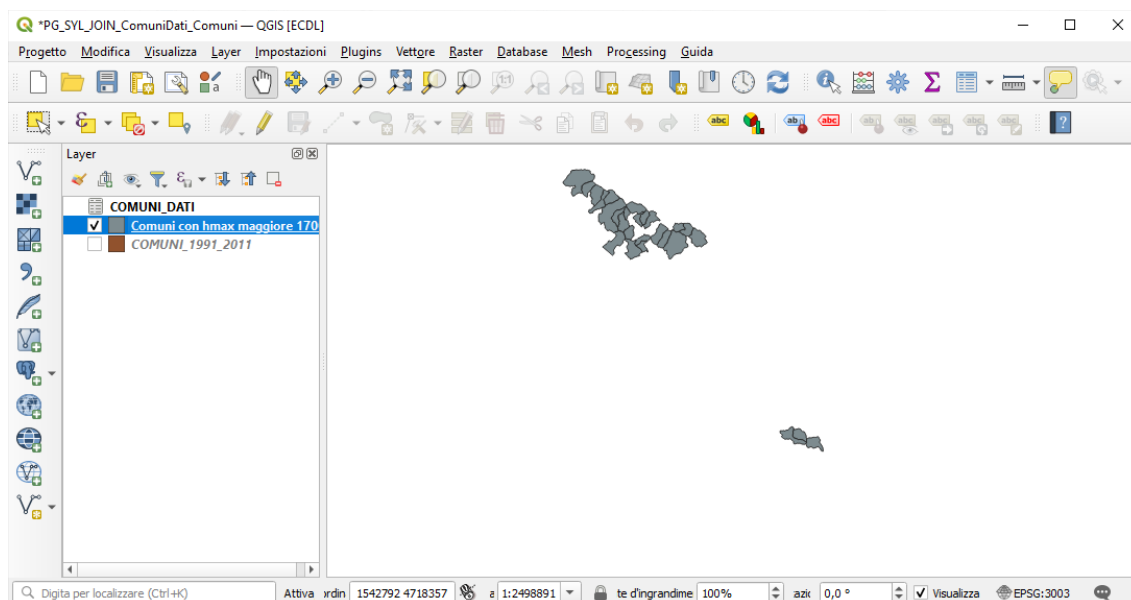 *PG_SYL_JOIN_ComuniDati_Comuni — QGIS [ECDL]
Progetto Modifica Visualizza Layer Impostazioni Plugins Vettore Raster Database Mesh Processing Guida
Layer
COMUNI_DATI
Comuni con hmax maggiore 170
COMUNI_1991_2011
Digita per localizzare (Ctrl+K) Attiva ordin 1542792 4718357 a 1:2498891 te d'ingrandime 100% azic 0,0 ° Visualizza EPSG:3003